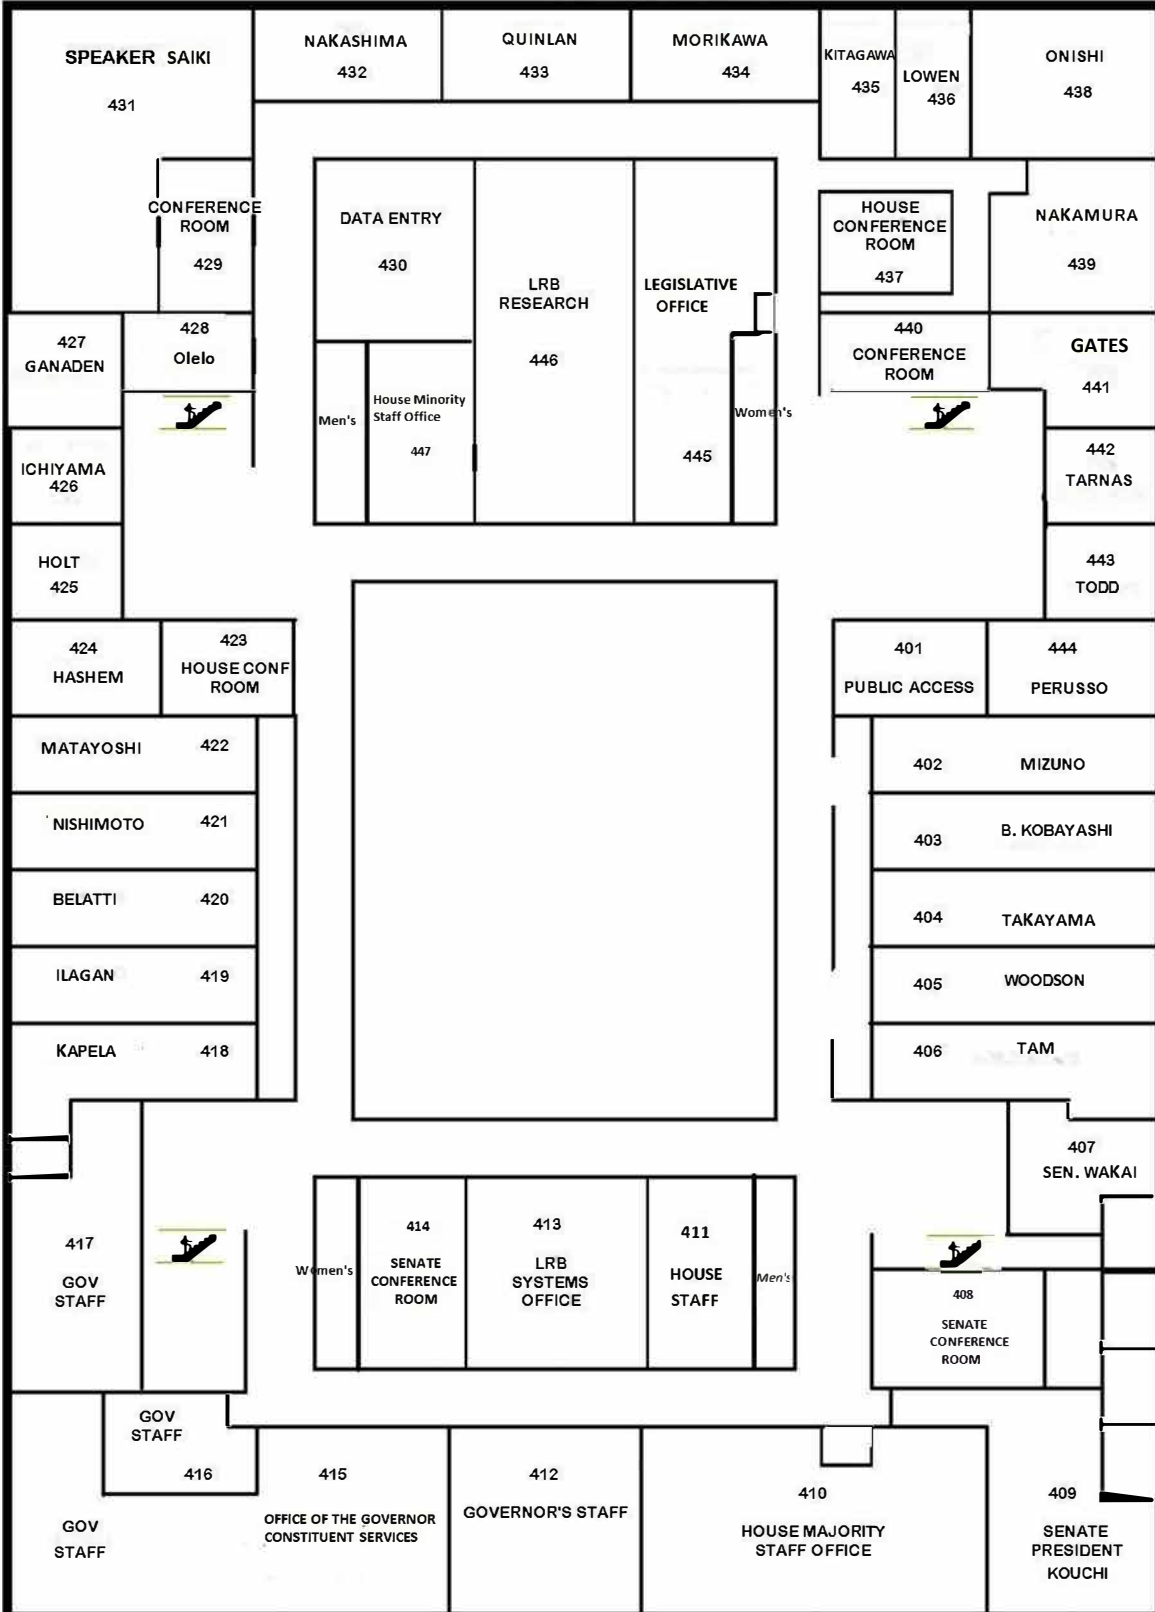 SPEAKER SAIKI
431
NAKASHIMA
432
QUINLAN
433
MORIKAWA
434
KITAGAWA
435
LOWEN
436
ONISHI
438
CONFERENCE
ROOM
429
DATA ENTRY
430
LRB
RESEARCH
446
LEGISLATIVE
OFFICE
445
HOUSE
CONFERENCE
ROOM
437
NAKAMURA
439
427
GANADEN
428
Olelo
Men's
House Minority
Staff Office
447
Women's
440
CONFERENCE
ROOM
GATES
441
ICHIYAMA
426
442
TARNAS
HOLT
425
443
TODD
424
HASHEM
423
HOUSE CONF
ROOM
401
PUBLIC ACCESS
444
PERUSSO
MATAYOSHI 422
402 MIZUNO
NISHIMOTO 421
403 B. KOBAYASHI
BELATTI 420
404 TAKAYAMA
ILAGAN 419
405 WOODSON
KAPELA 418
406 TAM
407
SEN. WAKAI
417
GOV
STAFF
Women's
414
SENATE
CONFERENCE
ROOM
413
LRB
SYSTEMS
OFFICE
411
HOUSE
STAFF
Men's
408
SENATE
CONFERENCE
ROOM
GOV
STAFF
416
GOV
STAFF
415
OFFICE OF THE GOVERNOR
CONSTITUENT SERVICES
412
GOVERNOR'S STAFF
410
HOUSE MAJORITY
STAFF OFFICE
409
SENATE
PRESIDENT
KOUCHI